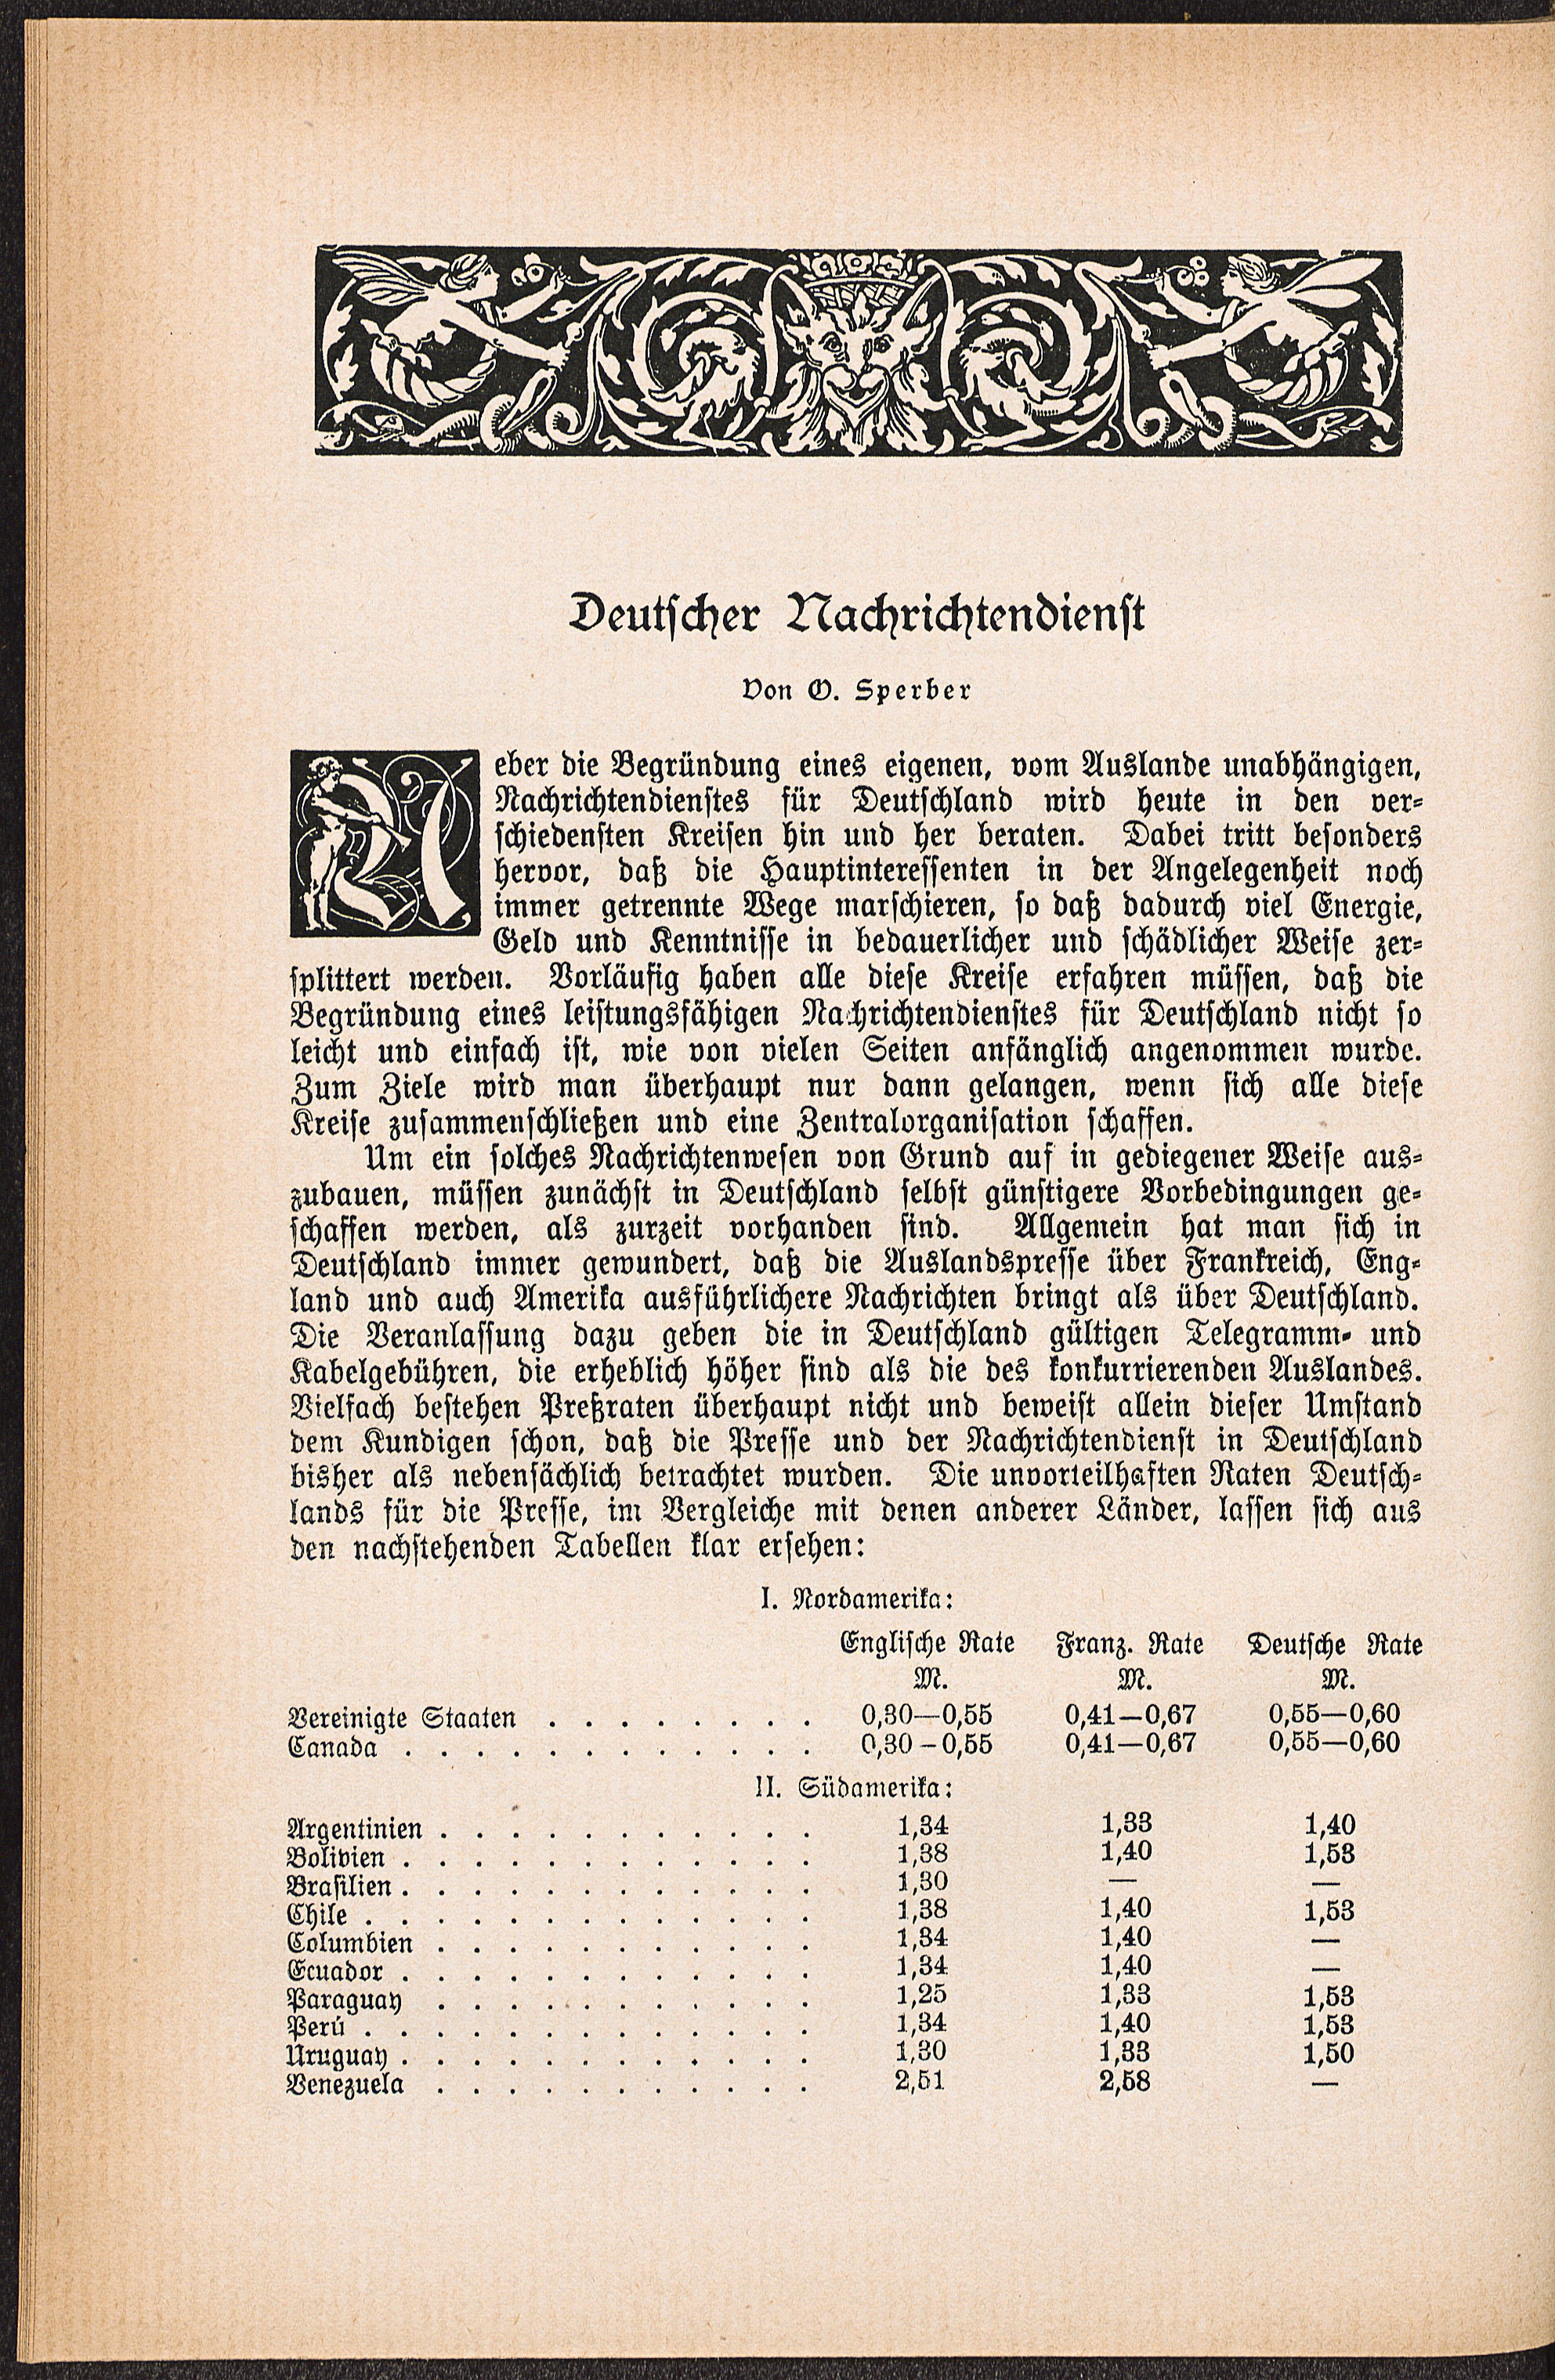 Deutscher Nachrichtendienst
Von O. Sperber
Ueber die Begründung eines eigenen, vom Auslande unabhängigen,
Nachrichtendienstes für Deutschland wird heute in den ver-
schiedensten Kreisen hin und her beraten. Dabei tritt besonders
hervor, daß die Hauptinteressenten in der Angelegenheit noch
immer getrennte Wege marschieren, so daß dadurch viel Energie,
Geld und Kenntnisse in bedauerlicher und schädlicher Weise zer-
splittert werden. Vorläufig haben alle diese Kreise erfahren müssen, daß die
Begründung eines leistungsfähigen Nachrichtendienstes für Deutschland nicht so
leicht und einfach ist, wie von vielen Seiten anfänglich angenommen wurde.
Zum Ziele wird man überhaupt nur dann gelangen, wenn sich alle diese
Kreise zusammenschließen und eine Zentralorganisation schaffen.
Um ein solches Nachrichtenwesen von Grund auf in gediegener Weise aus-
zubauen, müssen zunächst in Deutschland selbst günstigere Vorbedingungen ge-
schaffen werden, als zurzeit vorhanden sind. Allgemein hat man sich in
Deutschland immer gewundert, daß die Auslandspresse über Frankreich, Eng-
land und auch Amerika ausführlichere Nachrichten bringt als über Deutschland.
Die Veranlassung dazu geben die in Deutschland gültigen Telegramm- und
Kabelgebühren, die erheblich höher sind als die des konkurrierenden Auslandes.
Vielfach bestehen Preßraten überhaupt nicht und beweist allein dieser Umstand
dem Kundigen schon, daß die Presse und der Nachrichtendienst in Deutschland
bisher als nebensächlich betrachtet wurden. Die unvorteilhaften Raten Deutsch-
lands für die Presse, im Vergleiche mit denen anderer Länder, lassen sich aus
den nachstehenden Tabellen klar ersehen:
I. Nordamerika:
Englische Rate Franz. Rate Deutsche Rate
M. M. M.
Vereinigte Staaten . . . . . . . . 0,30—0,55 0,41—0,67 0,55—0,60
Canada . . . . . . . . . . . . 0,30–0,55 0,41—0,67 0,55—0,60
II. Südamerika:
Argentinien . . . . . . . . . . . 1,34 1,33 1,40
Bolivien . . . . . . . . . . . . 1,38 1,40 1,53
Brasilien . . . . . . . . . . . . 1,30 — —
Chile . . . . . . . . . . . . . 1,38 1,40 1,53
Columbien . . . . . . . . . . . 1,34 1,40 —
Ecuador . . . . . . . . . . . . 1,34 1,40 —
Paraguay . . . . . . . . . . . 1,25 1,33 1,53
Perú . . . . . . . . . . . . . 1,34 1,40 1,53
Uruguay . . . . . . . . . . . . 1,30 1,33 1,50
Venezuela . . . . . . . . . . . 2,51 2,58 —